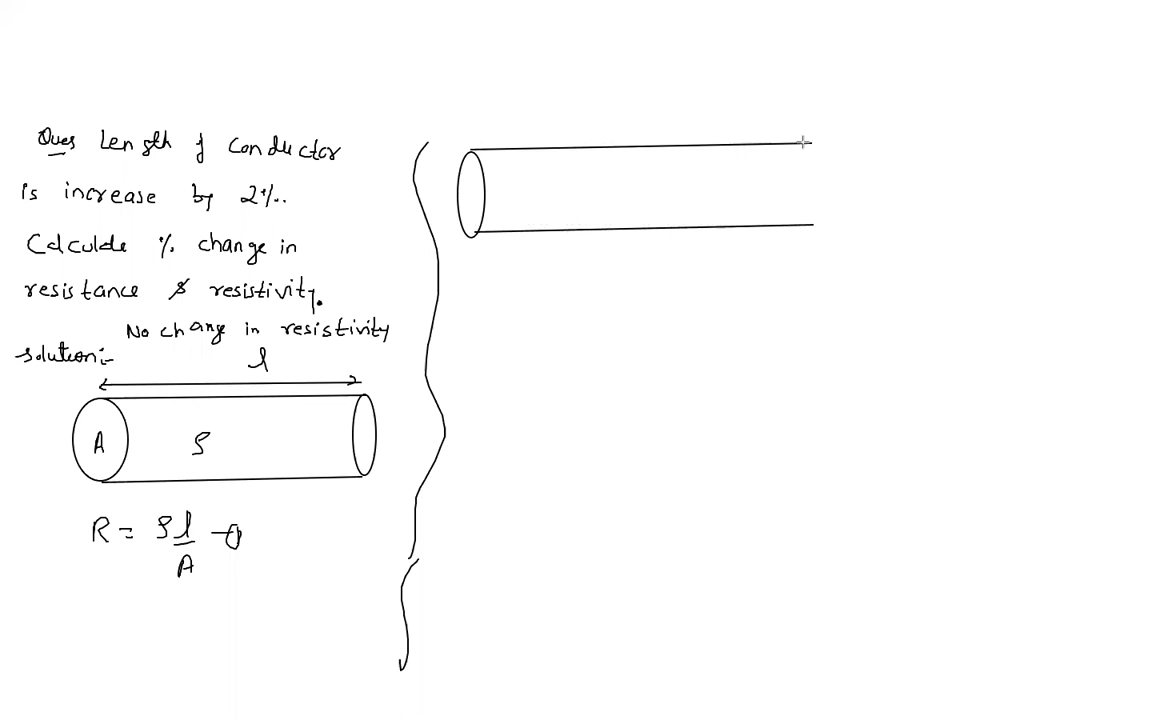 Ques Length of conductor
is increase by 2%.
Calculate % change in
resistance & resistivity.
No change in resistivity
solution:-
l
A ρ
R = ρl/A -①